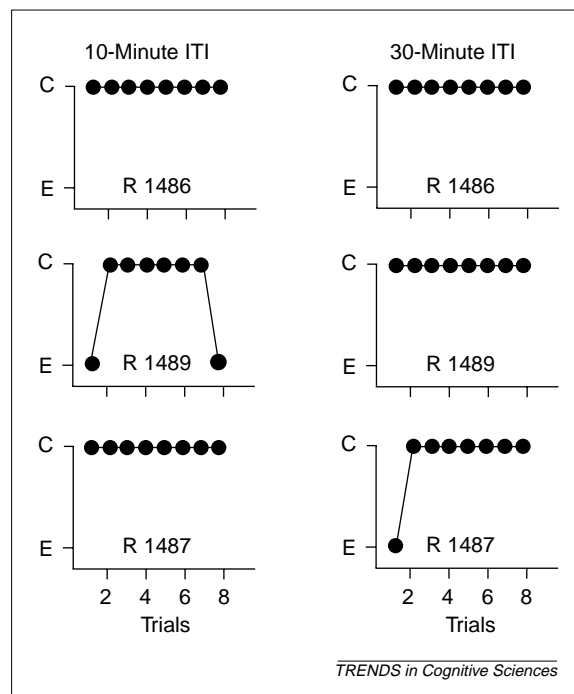 10-Minute ITI 30-Minute ITI
C C
E R 1486 E R 1486
C C
E R 1489 E R 1489
C C
E R 1487 E R 1487
2 4 6 8 2 4 6 8
Trials Trials
TRENDS in Cognitive Sciences